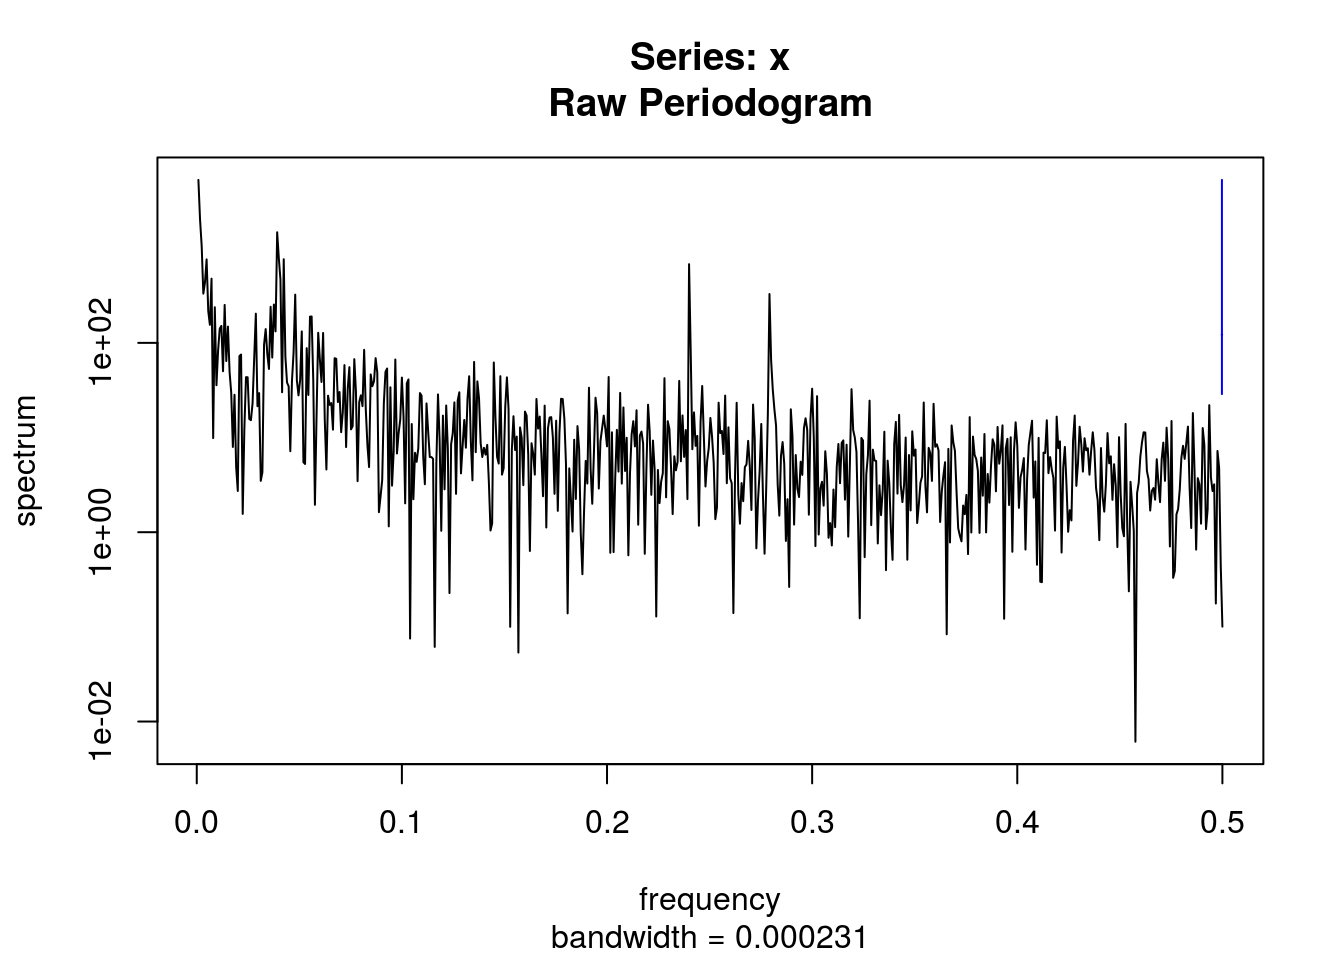 Series: x
Raw Periodogram
spectrum
1e+02
1e+00
1e-02
0.0 0.1 0.2 0.3 0.4 0.5
frequency
bandwidth = 0.000231